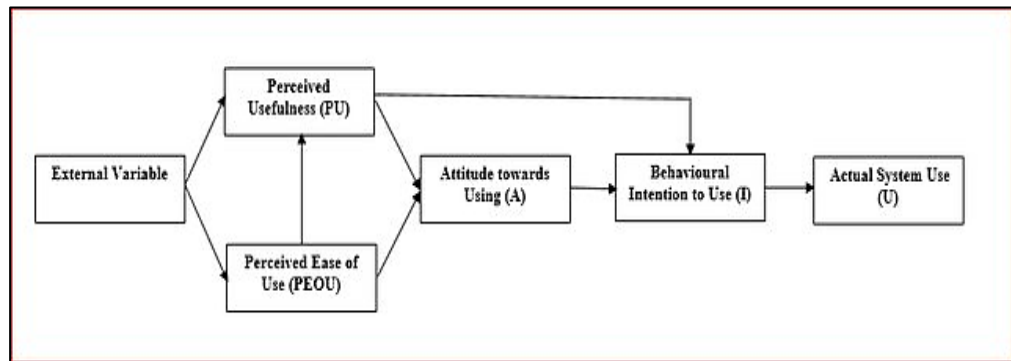 Perceived
Usefulness (PU)
External Variable
Attitude towards
Using (A)
Behavioural
Intention to Use (I)
Actual System Use
(U)
Perceived Ease of
Use (PEOU)